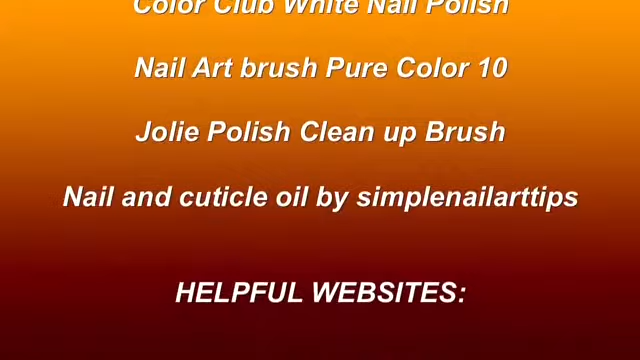 Color Club White Nail Polish
Nail Art brush Pure Color 10
Jolie Polish Clean up Brush
Nail and cuticle oil by simplenailarttips
HELPFUL WEBSITES: